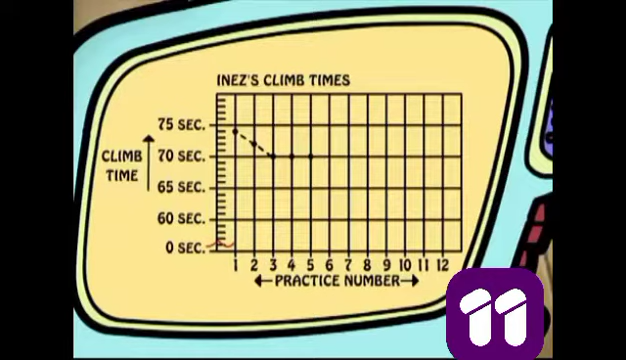 INEZ'S CLIMB TIMES
75 SEC.
CLIMB TIME
70 SEC.
65 SEC.
60 SEC.
0 SEC.
1 2 3 4 5 6 7 8 9 10 11 12
PRACTICE NUMBER
11